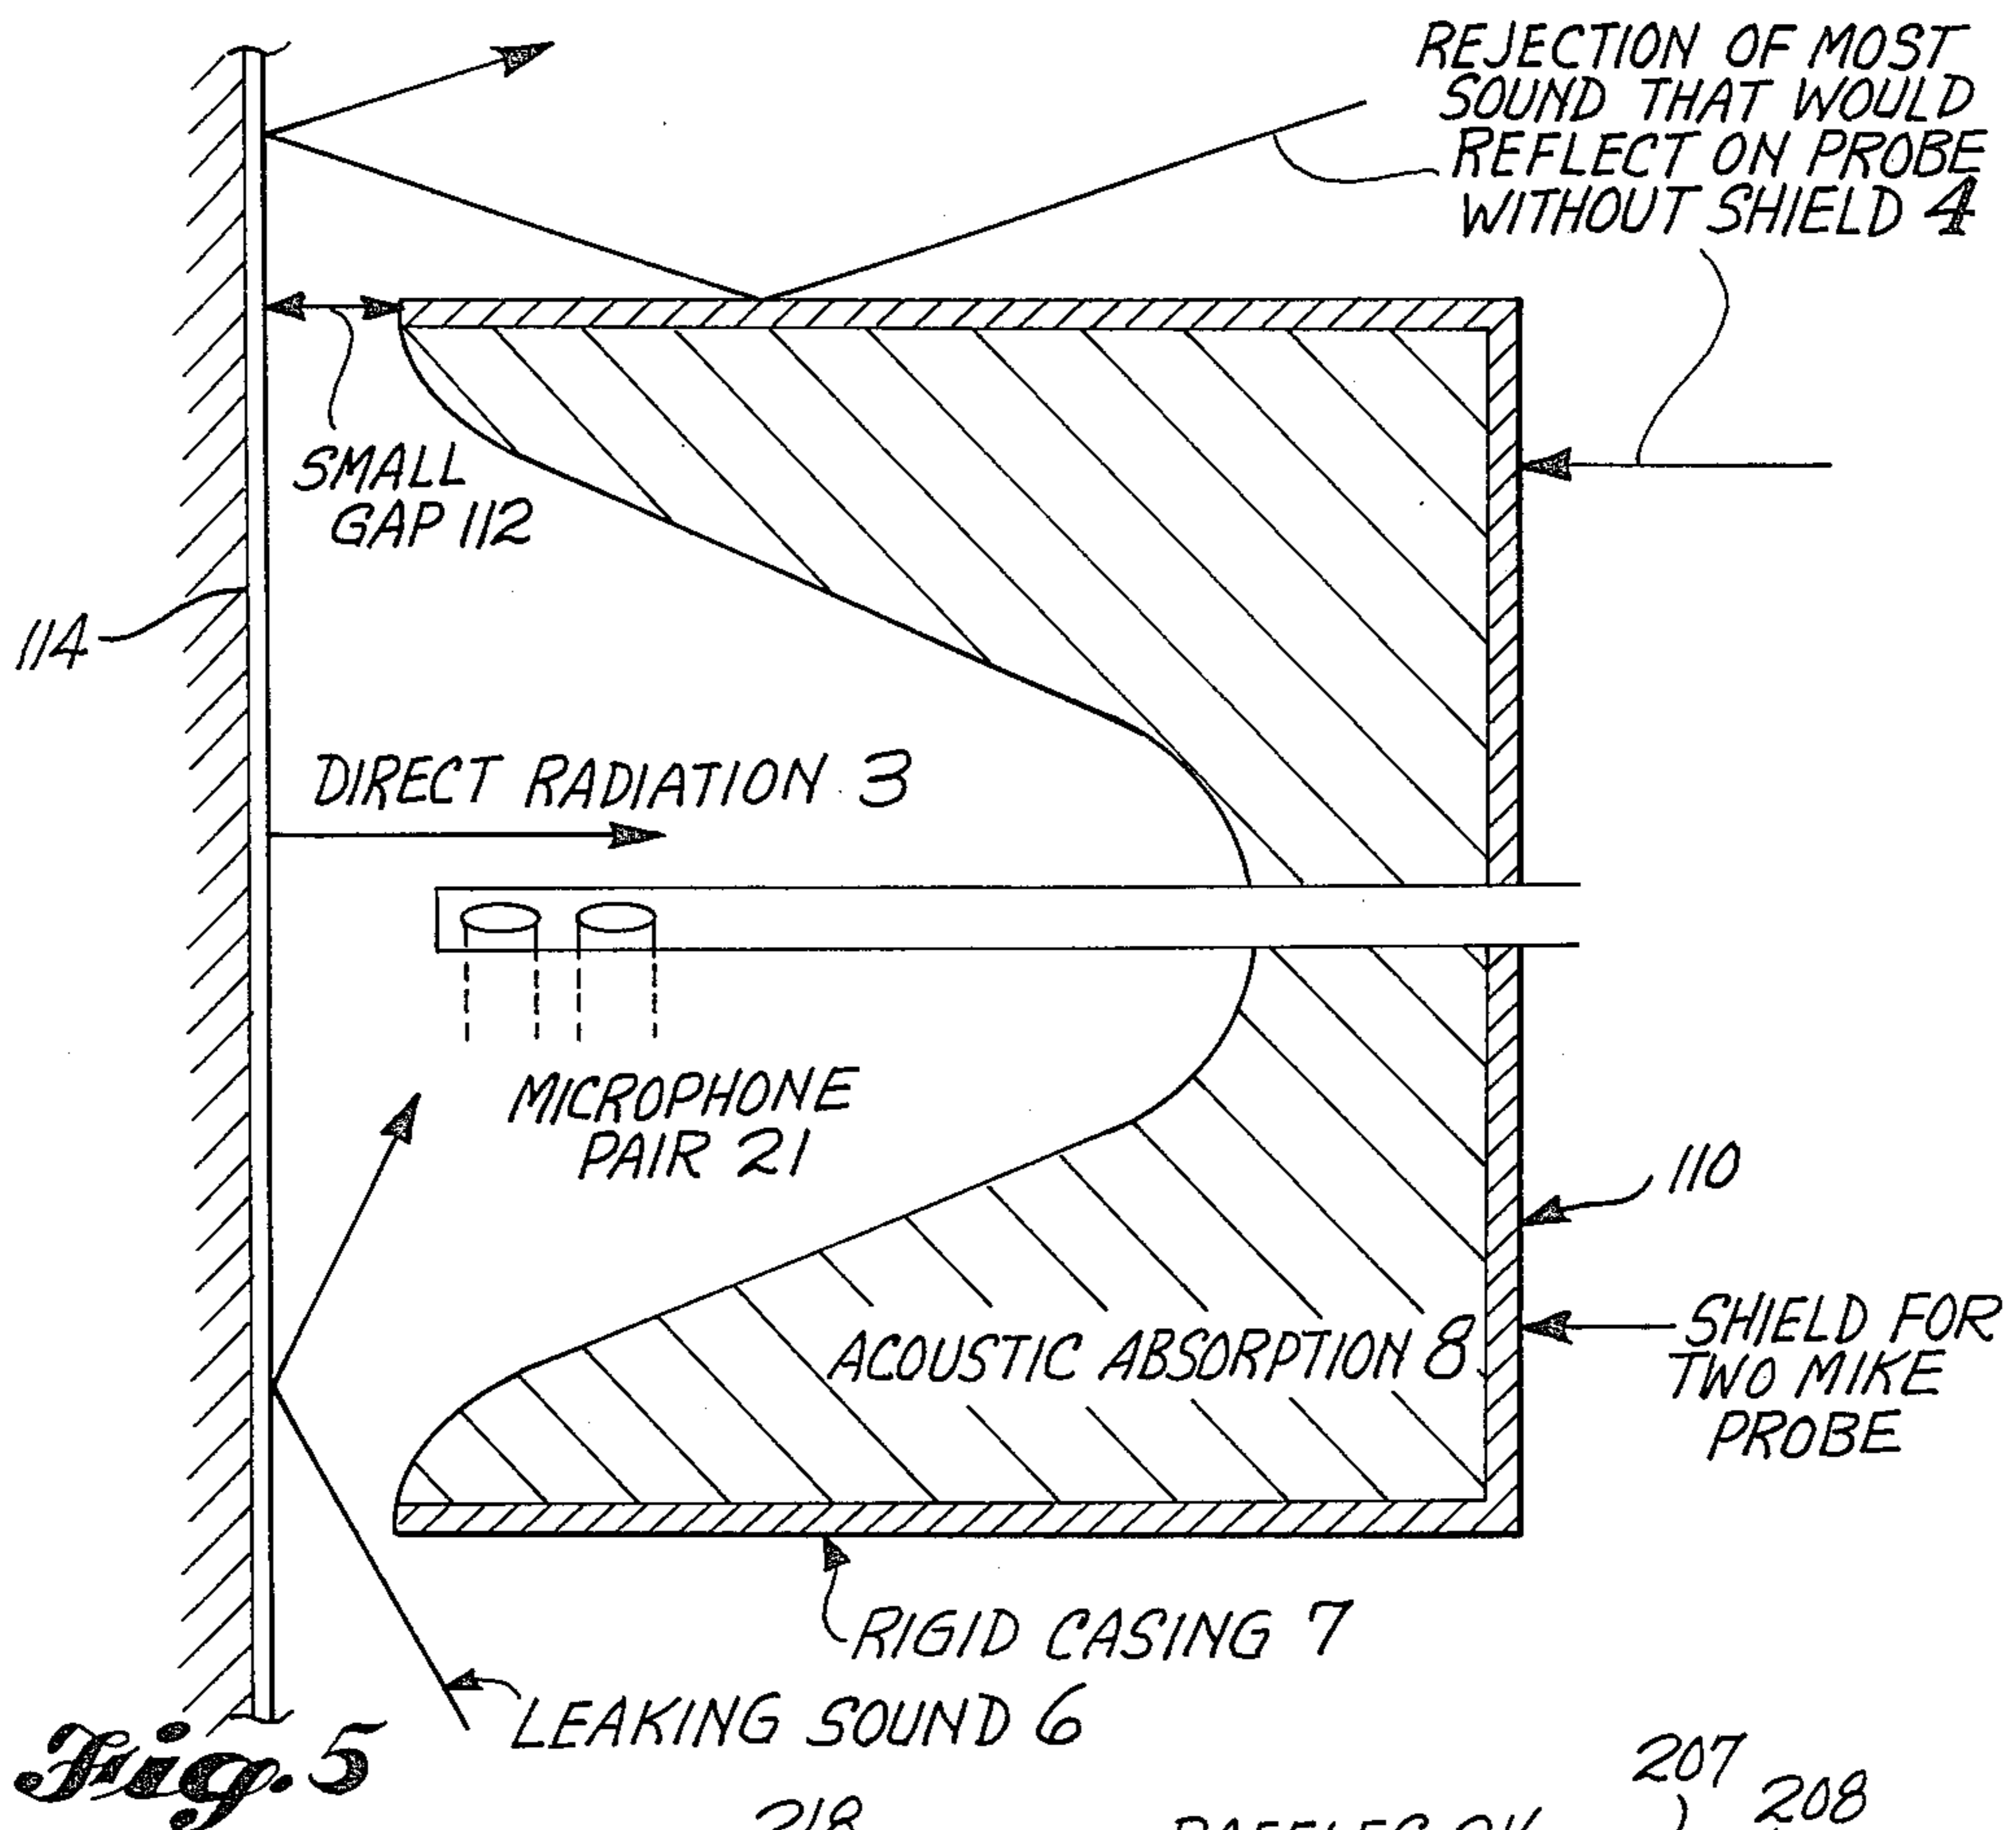 REJECTION OF MOST
SOUND THAT WOULD
REFLECT ON PROBE
WITHOUT SHIELD 4
SMALL
GAP 112
114
DIRECT RADIATION 3
MICROPHONE
PAIR 21
110
ACOUSTIC ABSORPTION 8
SHIELD FOR
TWO MIKE
PROBE
RIGID CASING 7
LEAKING SOUND 6
Fig. 5
207
208
218